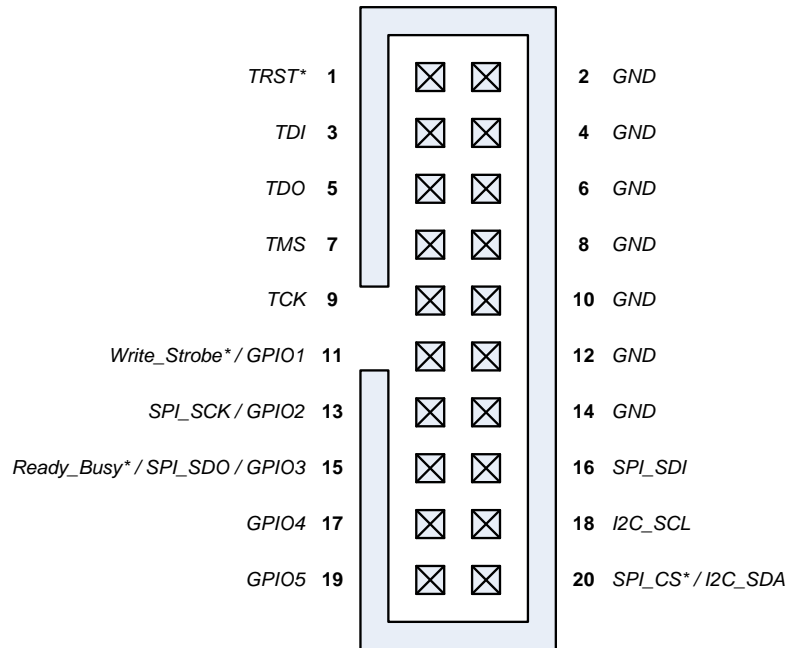 TRST* 1 2 GND
TDI 3 4 GND
TDO 5 6 GND
TMS 7 8 GND
TCK 9 10 GND
Write_Strobe* / GPIO1 11 12 GND
SPI_SCK / GPIO2 13 14 GND
Ready_Busy* / SPI_SDO / GPIO3 15 16 SPI_SDI
GPIO4 17 18 I2C_SCL
GPIO5 19 20 SPI_CS* / I2C_SDA